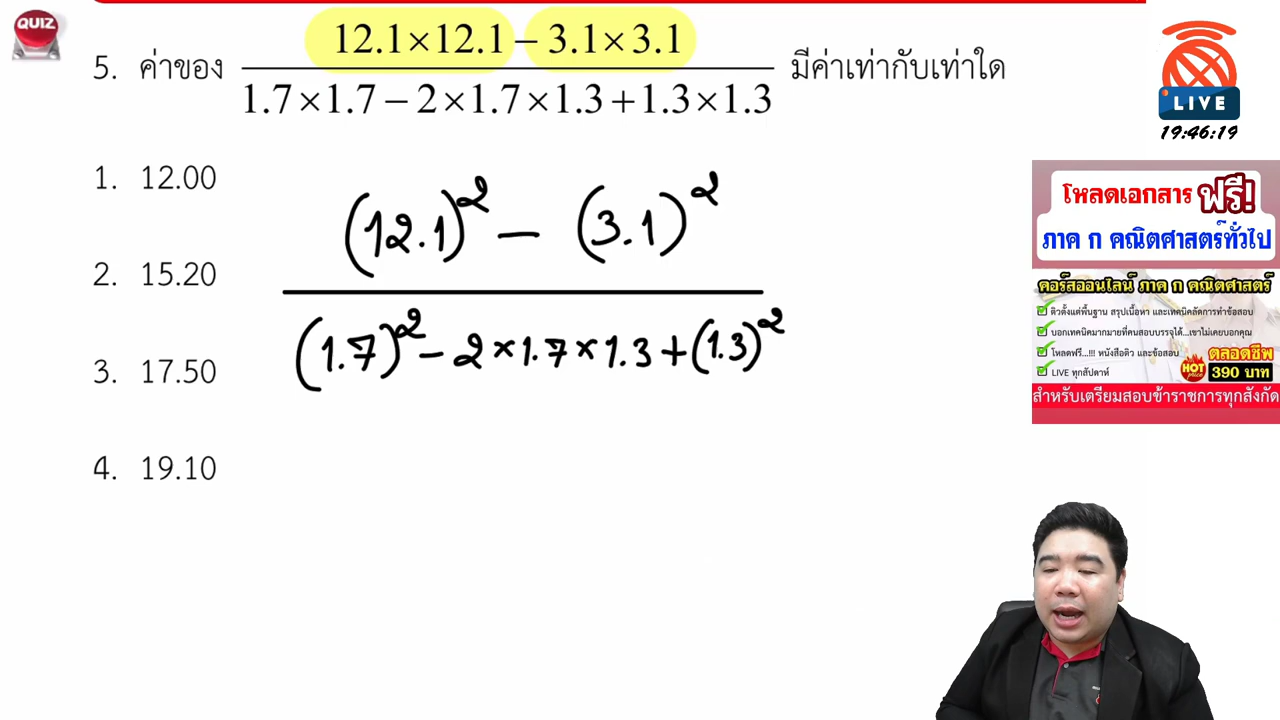 QUIZ
5. ค่าของ (12.1×12.1−3.1×3.1)/(1.7×1.7−2×1.7×1.3+1.3×1.3) มีค่าเท่ากับเท่าใด
1. 12.00
2. 15.20
3. 17.50
4. 19.10
(12.1)² − (3.1)²
(1.7)² − 2×1.7×1.3+(1.3)²
LIVE
19:46:19
โหลดเอกสาร ฟรี!
ภาค ก คณิตศาสตร์ทั่วไป
คอร์สออนไลน์ ภาค ก คณิตศาสตร์
ติวตั้งแต่พื้นฐาน สรุปเนื้อหา และเทคนิคลัดการทำข้อสอบ
บอกเทคนิคมากมายที่คนสอบบรรจุได้...เขาไม่เคยบอกคุณ
โหลดฟรี...!!! หนังสือติว และข้อสอบ
LIVE ทุกสัปดาห์
HOT price
ตลอดชีพ
390 บาท
สำหรับเตรียมสอบข้าราชการทุกสังกัด